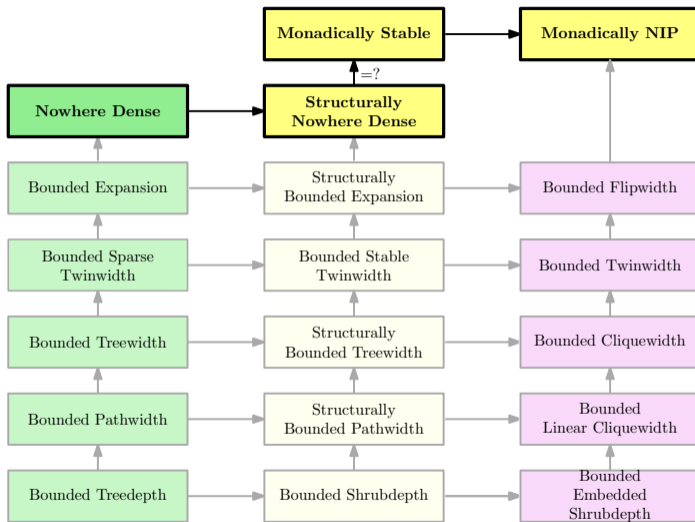 Monadically Stable
Monadically NIP
=?
Nowhere Dense
Structurally
Nowhere Dense
Bounded Expansion
Structurally
Bounded Expansion
Bounded Flipwidth
Bounded Sparse
Twinwidth
Bounded Stable
Twinwidth
Bounded Twinwidth
Bounded Treewidth
Structurally
Bounded Treewidth
Bounded Cliquewidth
Bounded Pathwidth
Structurally
Bounded Pathwidth
Bounded
Linear Cliquewidth
Bounded Treedepth
Bounded Shrubdepth
Bounded
Embedded
Shrubdepth